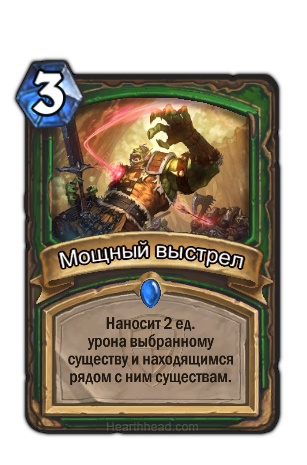 3
Мощный выстрел
Наносит 2 ед.
урона выбранному
существу и находящимся
рядом с ним существам.
Hearthhead.com